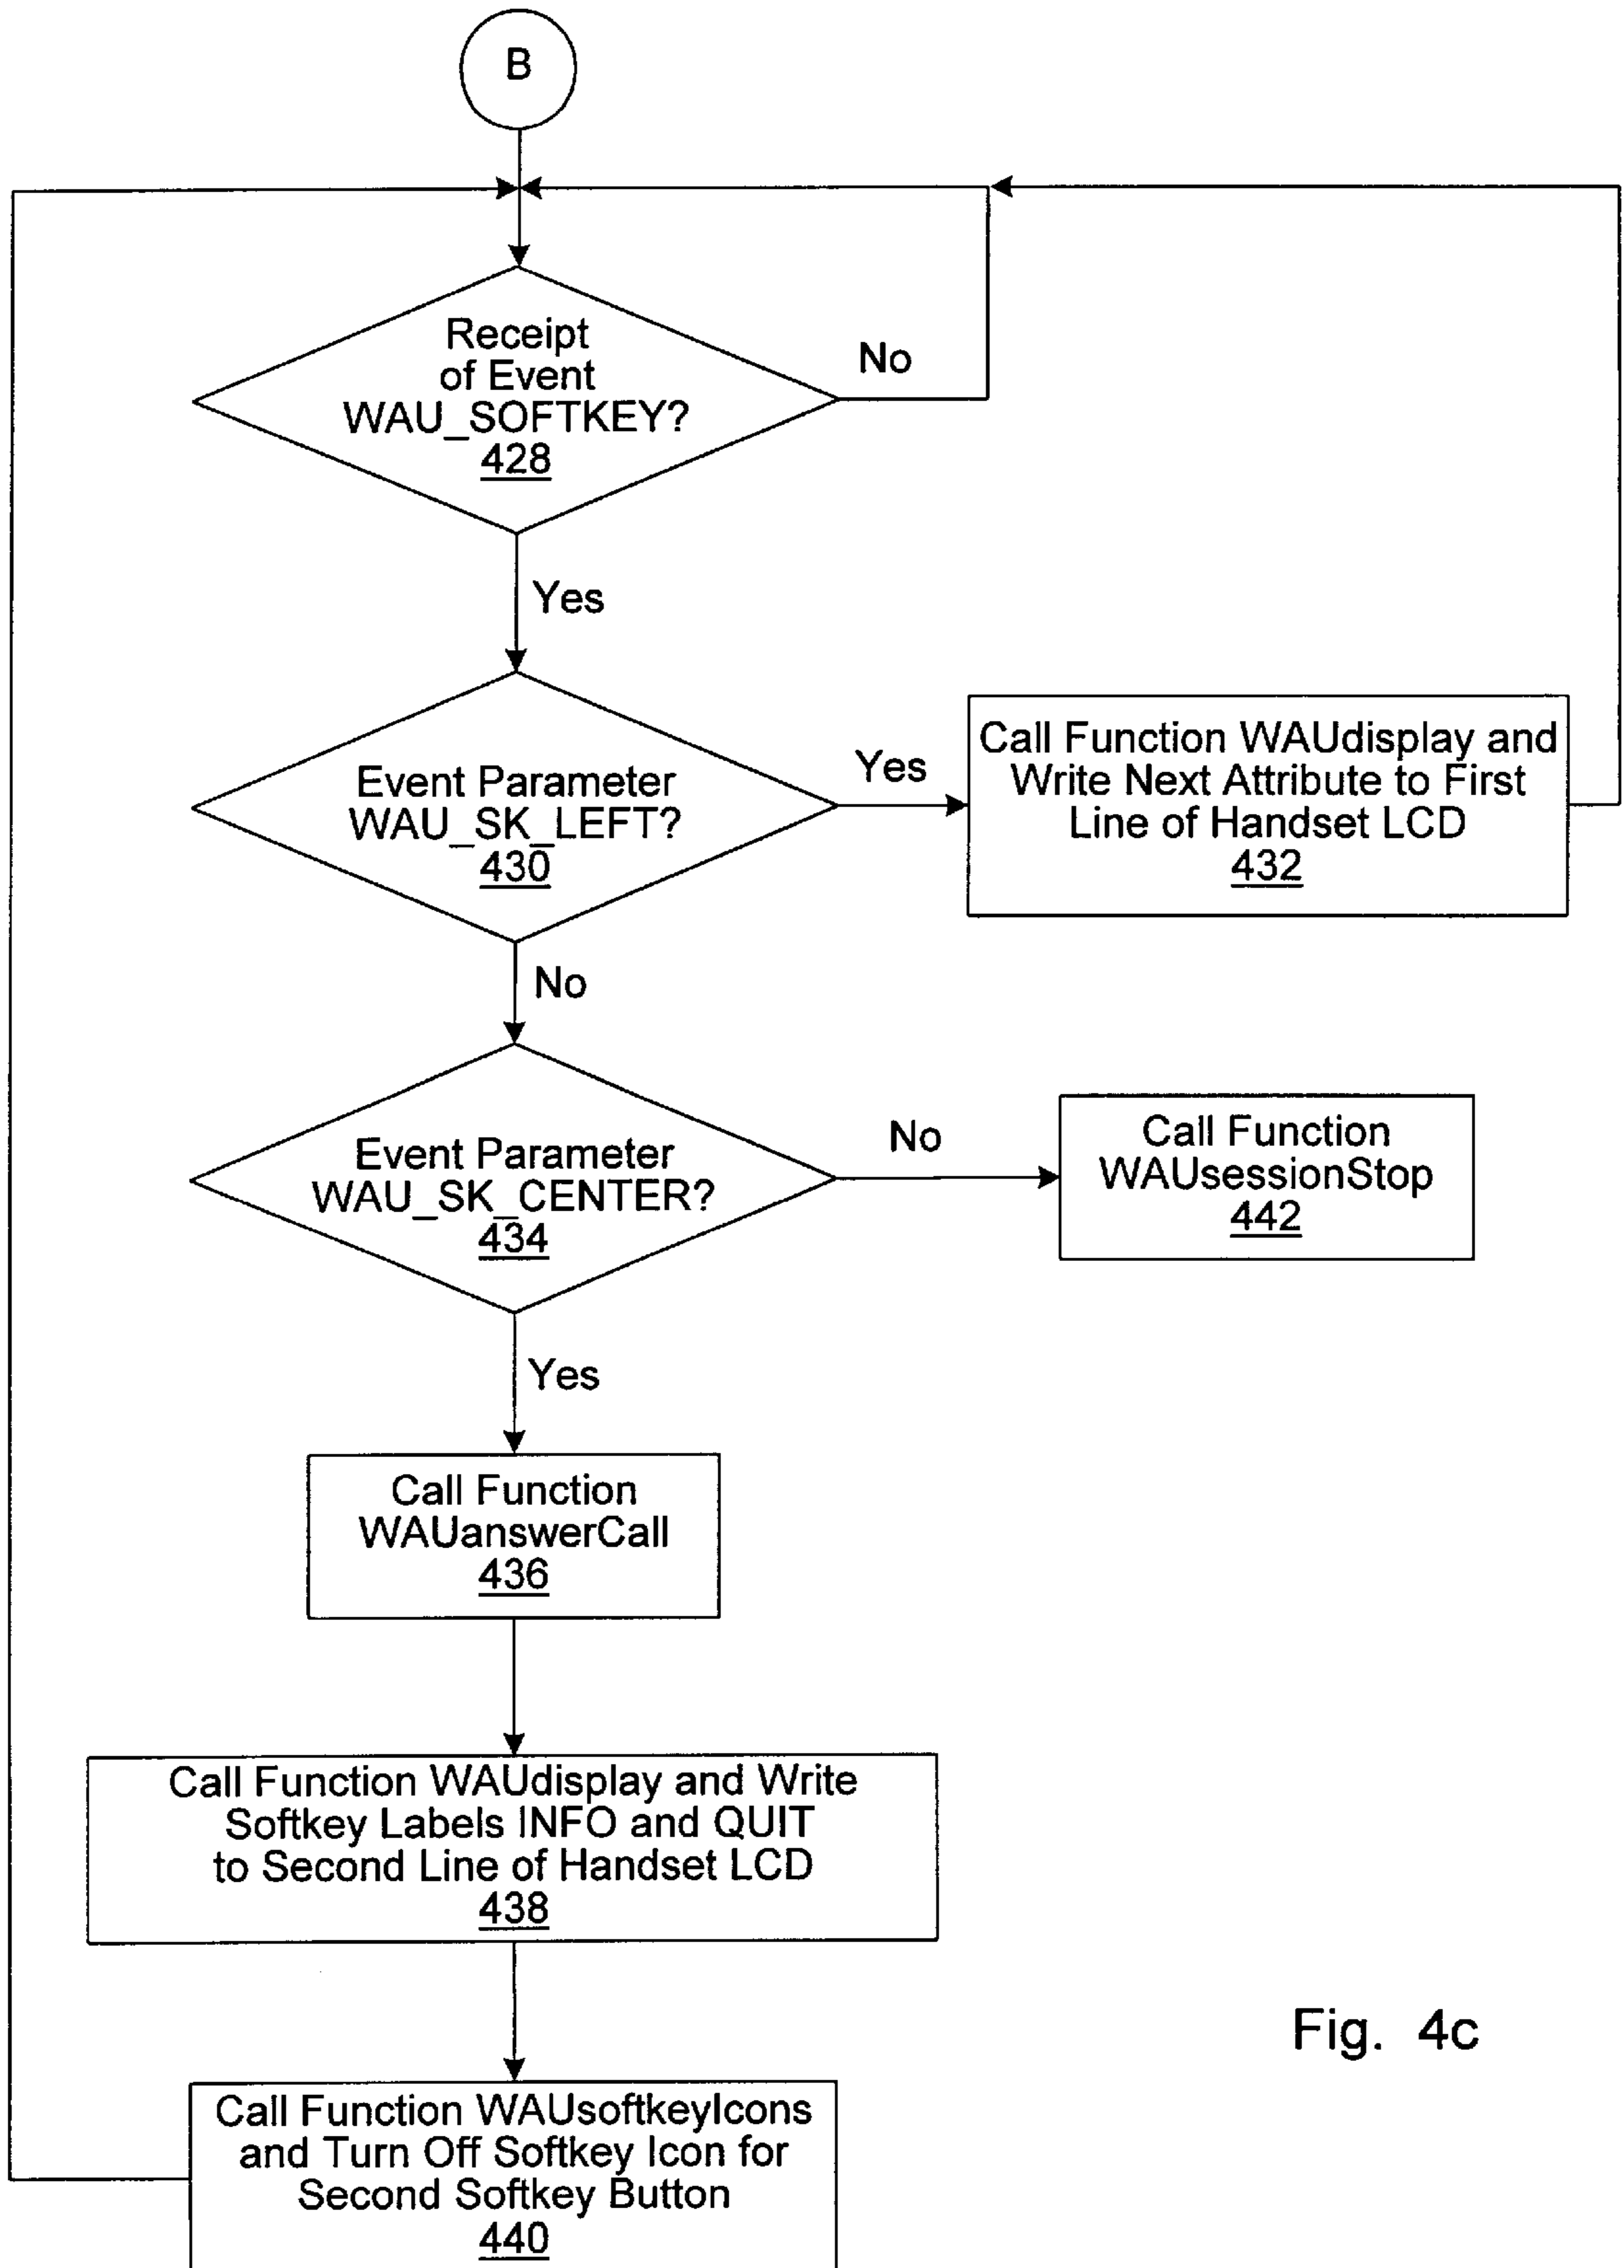 B
Receipt
of Event
WAU_SOFTKEY?
428
No
Yes
Event Parameter
WAU_SK_LEFT?
430
Yes
Call Function WAUdisplay and
Write Next Attribute to First
Line of Handset LCD
432
No
Event Parameter
WAU_SK_CENTER?
434
No
Call Function
WAUsessionStop
442
Yes
Call Function
WAUanswerCall
436
Call Function WAUdisplay and Write
Softkey Labels INFO and QUIT
to Second Line of Handset LCD
438
Call Function WAUsoftkeyIcons
and Turn Off Softkey Icon for
Second Softkey Button
440
Fig. 4c